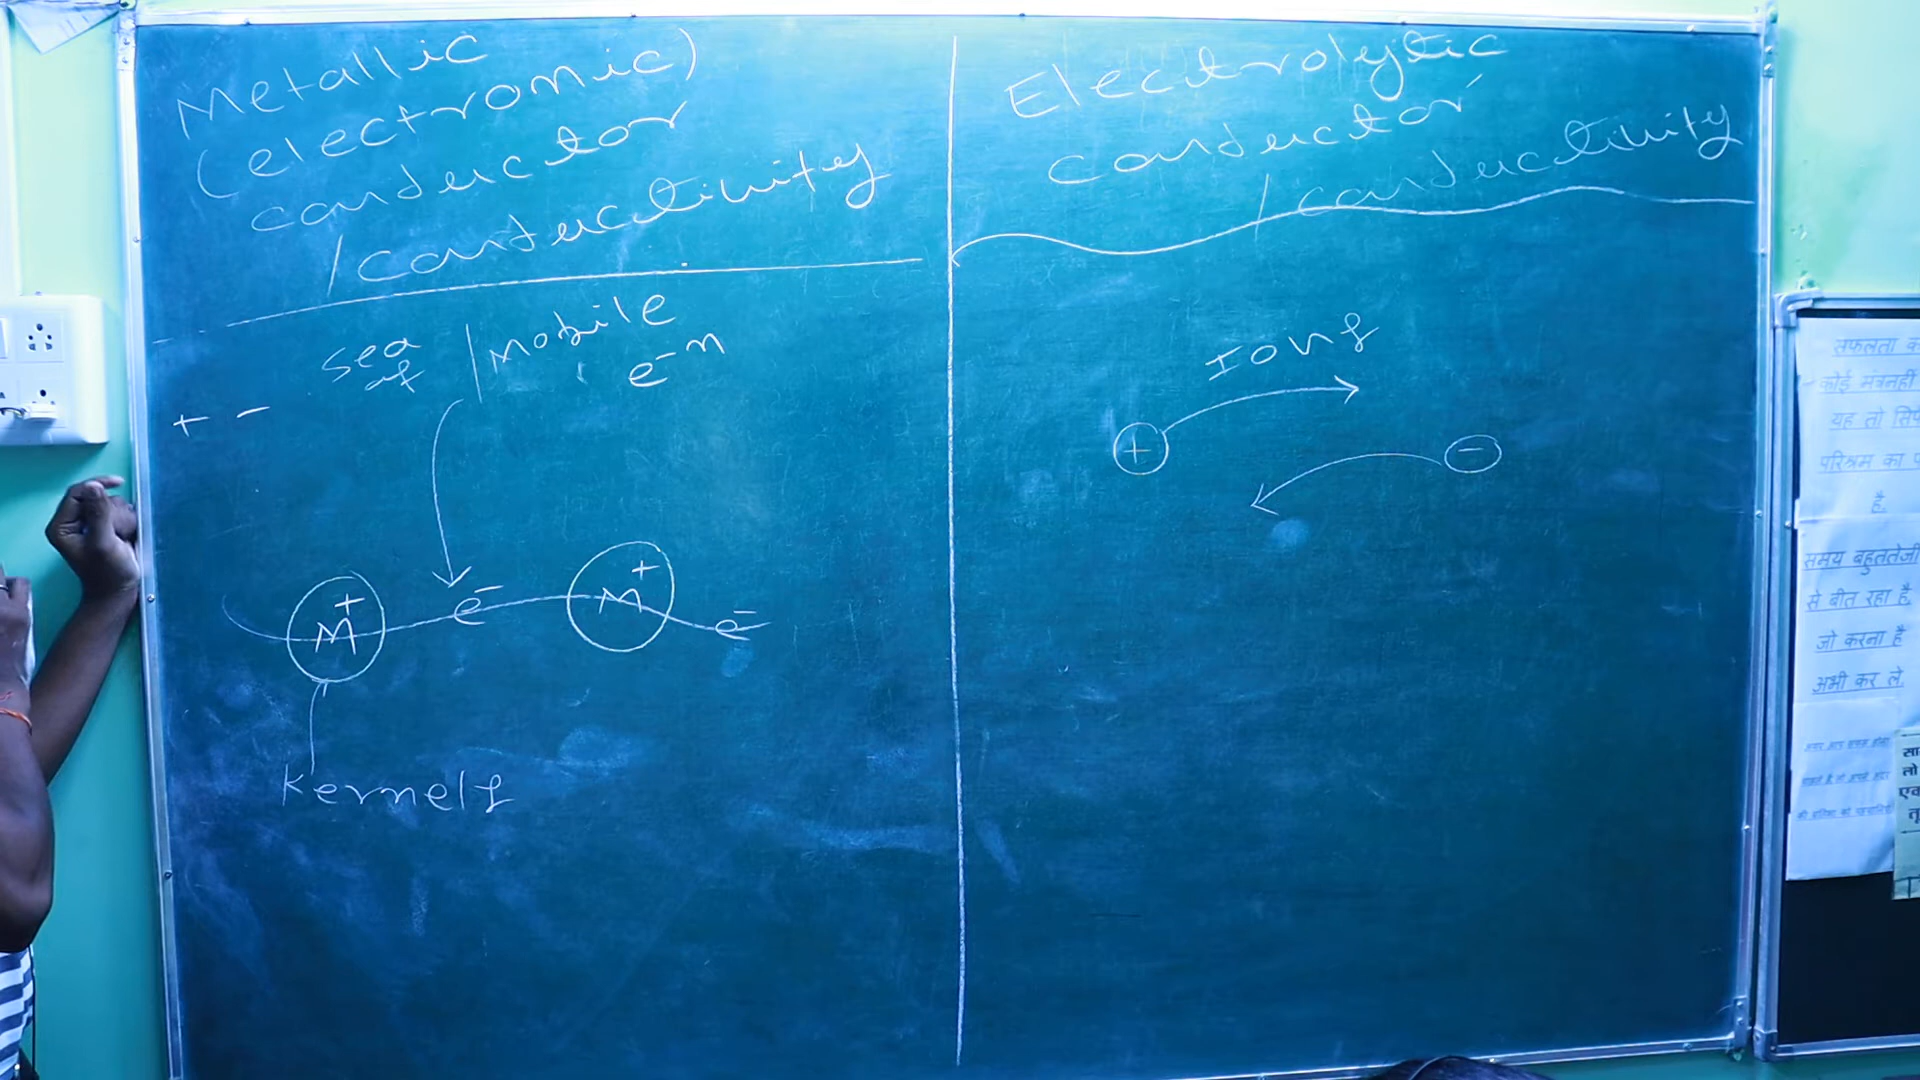 Metallic
(electronic)
conductor
/conductivity
sea of / mobile e⁻n
+ −
M⁺ e⁻ M⁺ e⁻
kernels
Electrolytic
conductor
/conductivity
Ions
+ −
सफलता का
कोई मंत्र नहीं
यह तो सिर्फ
परिश्रम का
है.
समय बहुत तेजी
से बीत रहा है,
जो करना है
अभी कर ले.